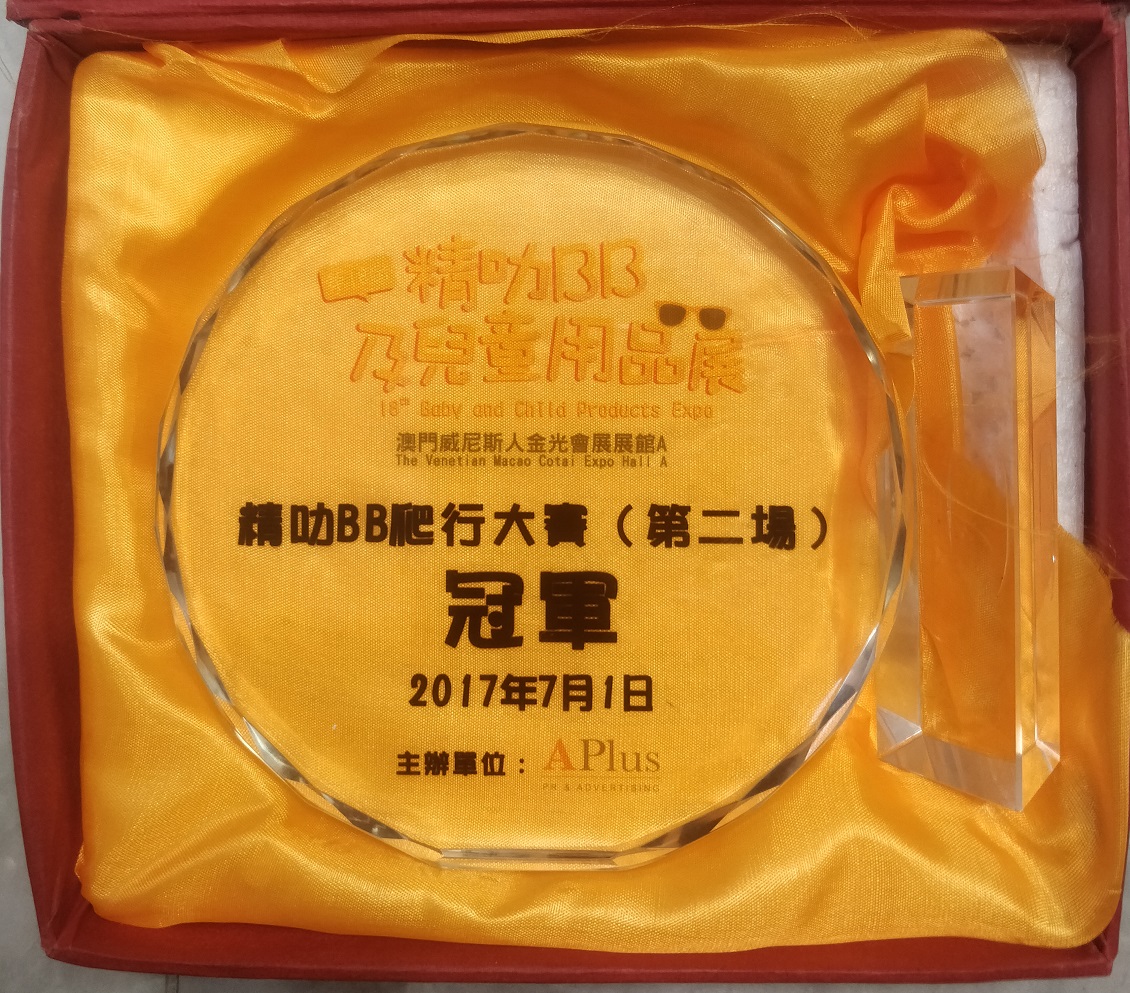 精叻BB
及兒童用品展
18th Baby and Child Products Expo
澳門威尼斯人金光會展展館A
The Venetian Macao Cotai Expo Hall A
精叻BB爬行大賽（第二場）
冠軍
2017年7月1日
主辦單位：APlus
PR & ADVERTISING